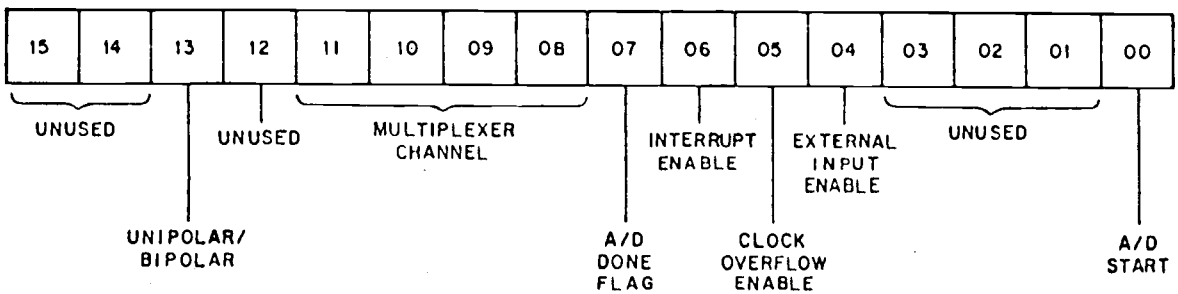 15 14 13 12 11 10 09 08 07 06 05 04 03 02 01 00
UNUSED
UNIPOLAR/
BIPOLAR
UNUSED
MULTIPLEXER
CHANNEL
A/D
DONE
FLAG
INTERRUPT
ENABLE
CLOCK
OVERFLOW
ENABLE
EXTERNAL
INPUT
ENABLE
UNUSED
A/D
START